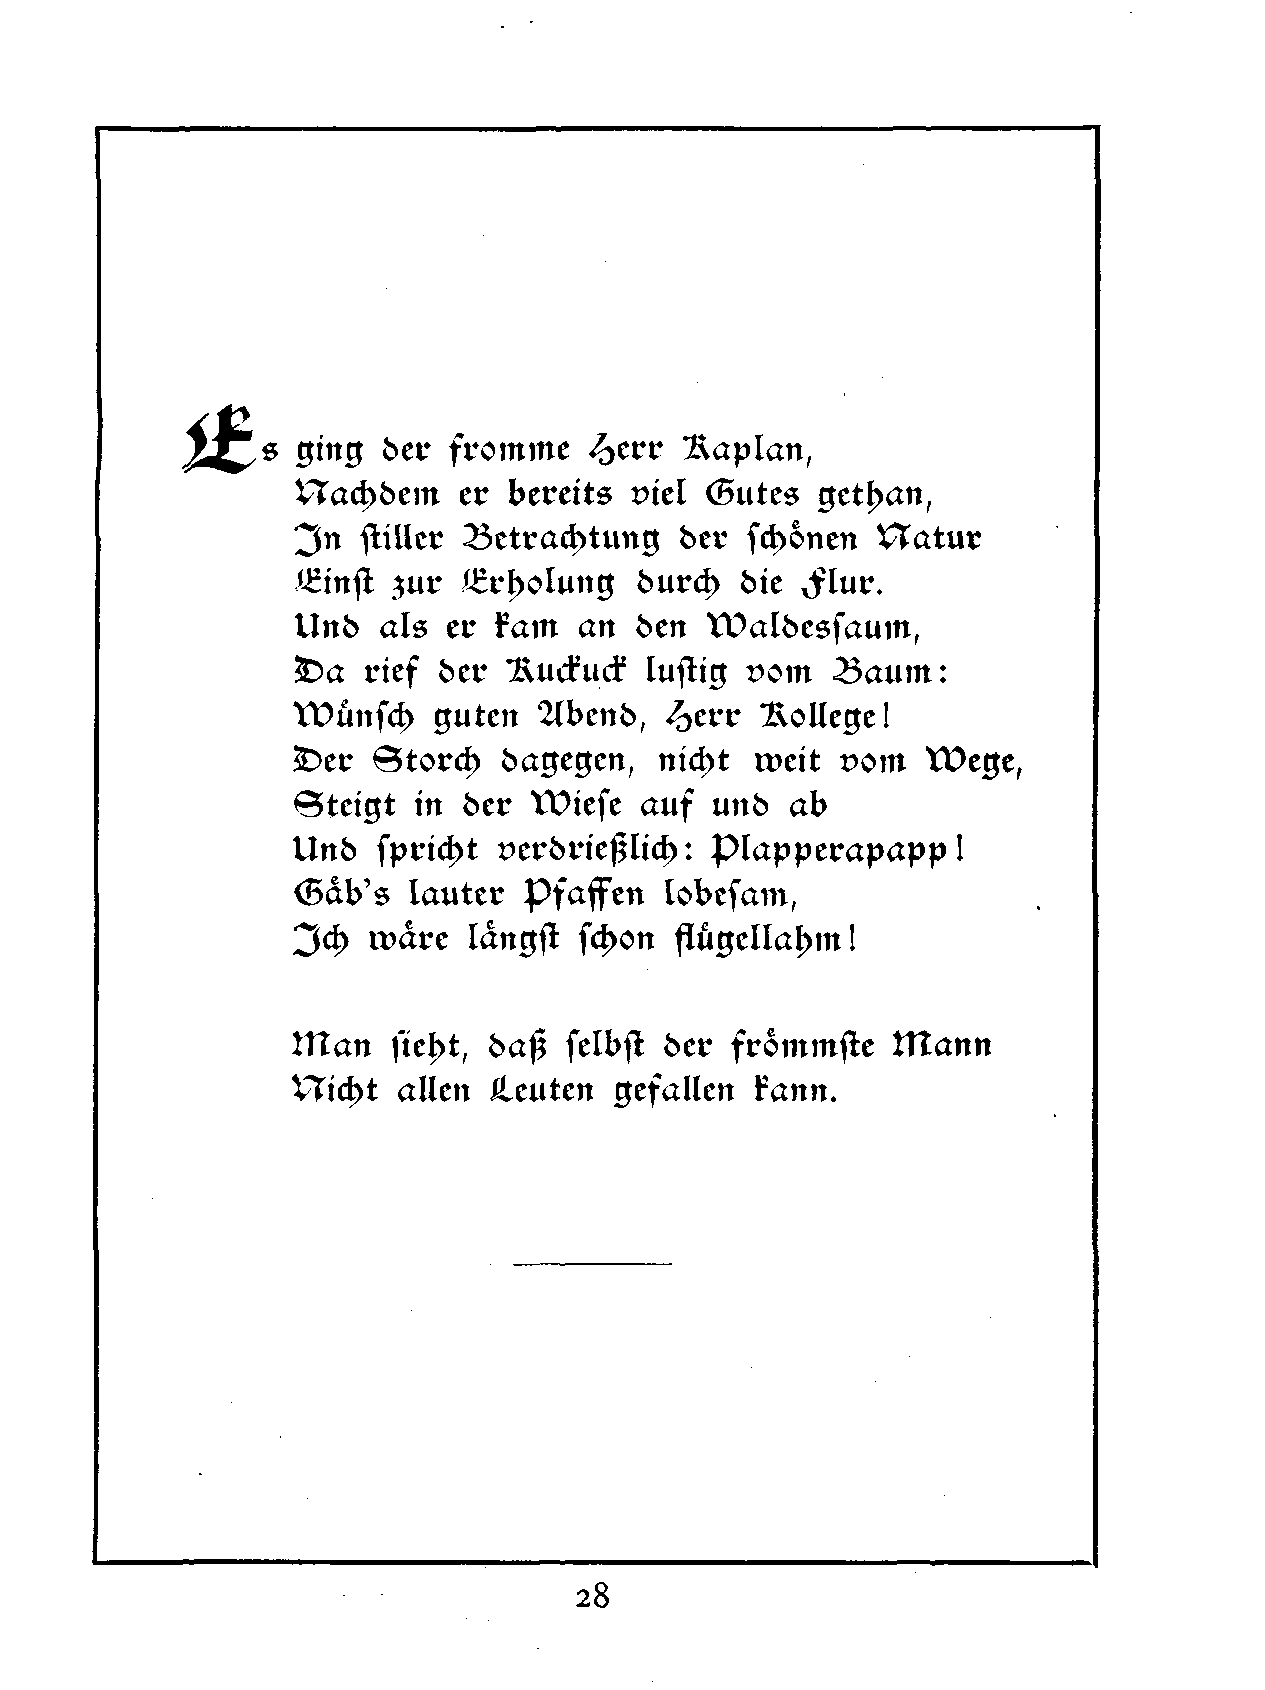 Es ging der fromme Herr Kaplan,
Nachdem er bereits viel Gutes gethan,
In stiller Betrachtung der schönen Natur
Einst zur Erholung durch die Flur.
Und als er kam an den Waldessaum,
Da rief der Kuckuck lustig vom Baum:
Wünsch guten Abend, Herr Kollege!
Der Storch dagegen, nicht weit vom Wege,
Steigt in der Wiese auf und ab
Und spricht verdrießlich: Plapperapapp!
Gäb's lauter Pfaffen lobesam,
Ich wäre längst schon flügellahm!
Man sieht, daß selbst der frömmste Mann
Nicht allen Leuten gefallen kann.
28